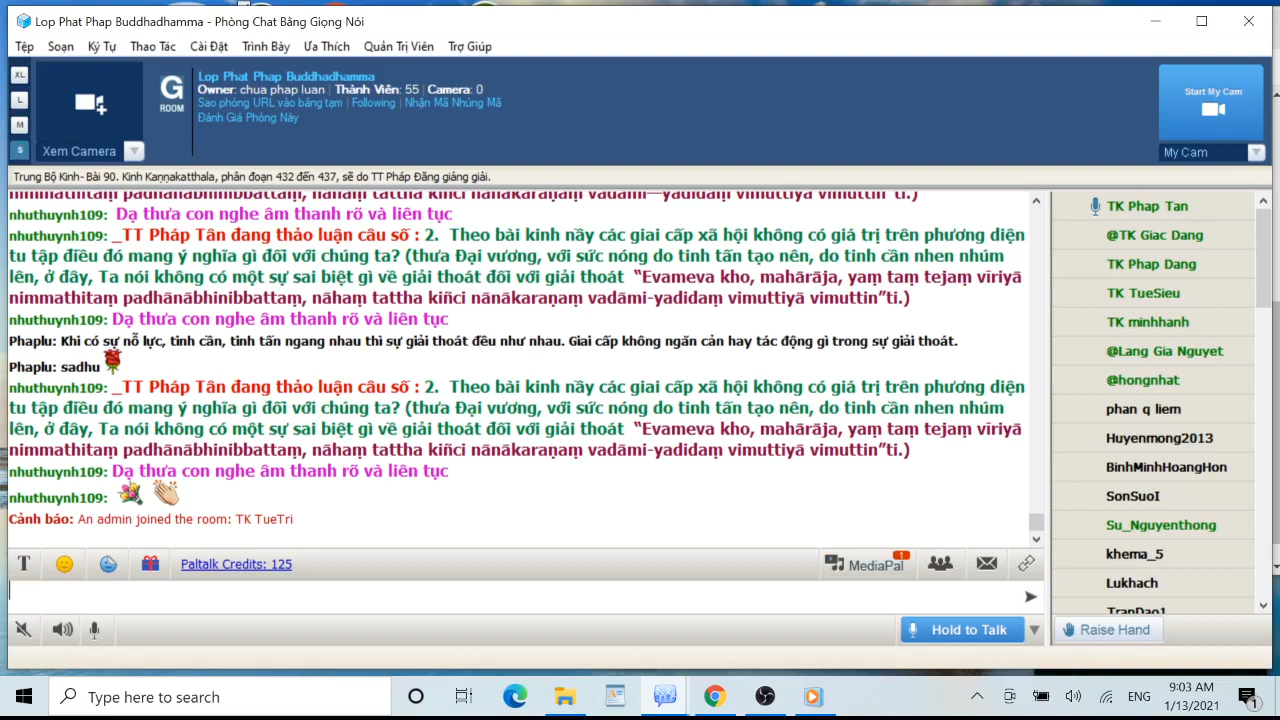 Lop Phat Phap Buddhadhamma - Phòng Chat Bằng Giọng Nói
Tệp Soạn Ký Tự Thao Tác Cài Đặt Trình Bày Ưa Thích Quản Trị Viên Trợ Giúp
XL
L
M
S
Xem Camera
G
ROOM
Lop Phat Phap Buddhadhamma
Owner: chua phap luan | Thành Viên: 55 | Camera: 0
Sao phòng URL vào bảng tạm | Following | Nhận Mã Nhúng Mã
Đánh Giá Phòng Này
Start My Cam
My Cam
Trung Bộ Kinh- Bài 90. Kinh Kaṇṇakatthala, phân đoạn 432 đến 437, sẽ do TT Pháp Đăng giảng giải.
nimmathitaṃ padhānābhinibbattaṃ, nāhaṃ tattha kiñci nānākaraṇaṃ vadāmi—yadidaṃ vimuttiyā vimuttin”ti.)
nhuthuynh109: Dạ thưa con nghe âm thanh rõ và liên tục
nhuthuynh109: _TT Pháp Tân đang thảo luận câu số : 2. Theo bài kinh nầy các giai cấp xã hội không có giá trị trên phương diện
tu tập điều đó mang ý nghĩa gì đối với chúng ta? (thưa Đại vương, với sức nóng do tinh tấn tạo nên, do tinh cần nhen nhúm
lên, ở đây, Ta nói không có một sự sai biệt gì về giải thoát đối với giải thoát “Evameva kho, mahārāja, yaṃ taṃ tejaṃ vīriyā
nimmathitaṃ padhānābhinibbattaṃ, nāhaṃ tattha kiñci nānākaraṇaṃ vadāmi-yadidaṃ vimuttiyā vimuttin”ti.)
nhuthuynh109: Dạ thưa con nghe âm thanh rõ và liên tục
Phaplu: Khi có sự nỗ lực, tinh cần, tinh tấn ngang nhau thì sự giải thoát đều như nhau. Giai cấp không ngăn cản hay tác động gì trong sự giải thoát.
Phaplu: sadhu
nhuthuynh109: _TT Pháp Tân đang thảo luận câu số : 2. Theo bài kinh nầy các giai cấp xã hội không có giá trị trên phương diện
tu tập điều đó mang ý nghĩa gì đối với chúng ta? (thưa Đại vương, với sức nóng do tinh tấn tạo nên, do tinh cần nhen nhúm
lên, ở đây, Ta nói không có một sự sai biệt gì về giải thoát đối với giải thoát “Evameva kho, mahārāja, yaṃ taṃ tejaṃ vīriyā
nimmathitaṃ padhānābhinibbattaṃ, nāhaṃ tattha kiñci nānākaraṇaṃ vadāmi-yadidaṃ vimuttiyā vimuttin”ti.)
nhuthuynh109: Dạ thưa con nghe âm thanh rõ và liên tục
nhuthuynh109:
Cảnh báo: An admin joined the room: TK TueTri
TK Phap Tan
@TK Giac Dang
@TK Phap Dang
TK TueSieu
TK minhhanh
@Lang Gia Nguyet
@hongnhat
phan q liem
Huyenmong2013
BinhMinhHoangHon
SonSuoI
Su_Nguyenthong
khema_5
Lukhach
TranDao1
T Paltalk Credits: 125 MediaPal 1
Hold to Talk
Raise Hand
Type here to search
ENG
9:03 AM
1/13/2021
1